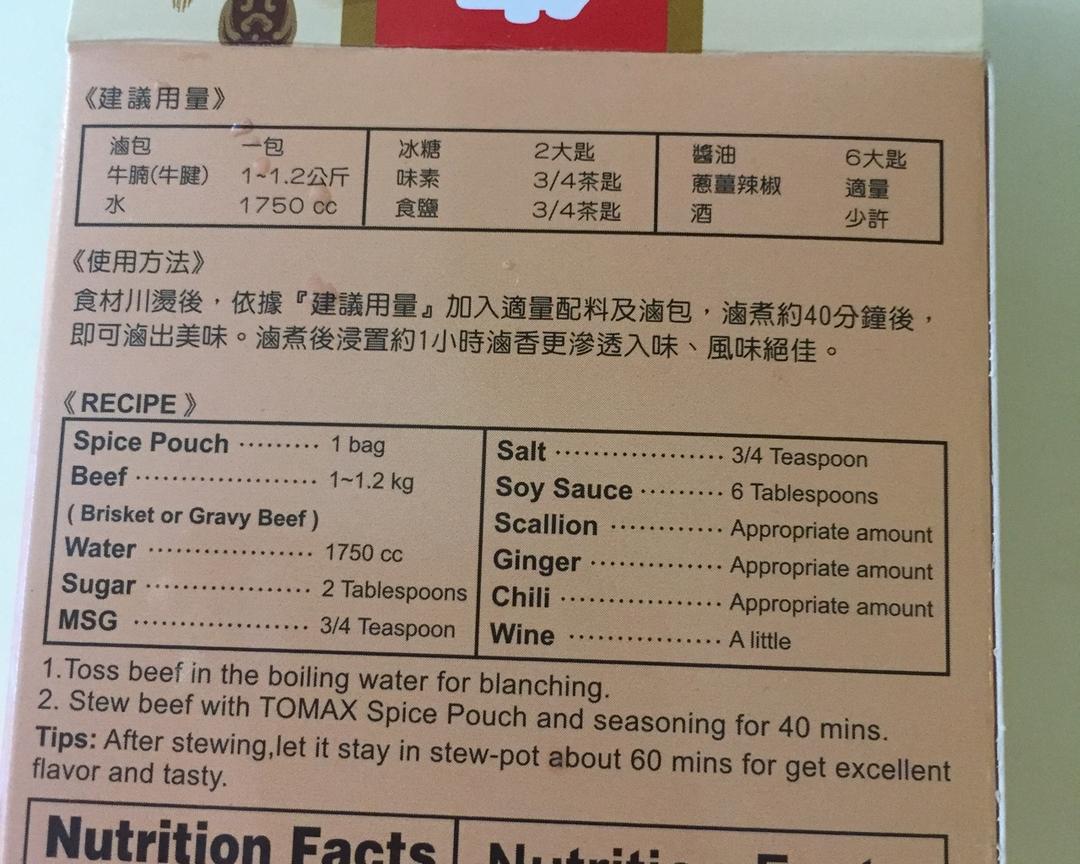 《建議用量》
滷包 一包 冰糖 2大匙 醬油 6大匙
牛腩(牛腱) 1~1.2公斤 味素 3/4茶匙 蔥薑辣椒 適量
水 1750 cc 食鹽 3/4茶匙 酒 少許
《使用方法》
食材川燙後，依據『建議用量』加入適量配料及滷包，滷煮約40分鐘後，
即可滷出美味。滷煮後浸置約1小時滷香更滲透入味、風味絕佳。
《RECIPE》
Spice Pouch ········· 1 bag
Beef ···················· 1~1.2 kg
( Brisket or Gravy Beef )
Water ·················· 1750 cc
Sugar ·················· 2 Tablespoons
MSG ··················· 3/4 Teaspoon
Salt ··················· 3/4 Teaspoon
Soy Sauce ········· 6 Tablespoons
Scallion ············ Appropriate amount
Ginger ·············· Appropriate amount
Chili ·················· Appropriate amount
Wine ················· A little
1.Toss beef in the boiling water for blanching.
2. Stew beef with TOMAX Spice Pouch and seasoning for 40 mins.
Tips: After stewing,let it stay in stew-pot about 60 mins for get excellent
flavor and tasty.
Nutrition Facts Nutrition Facts